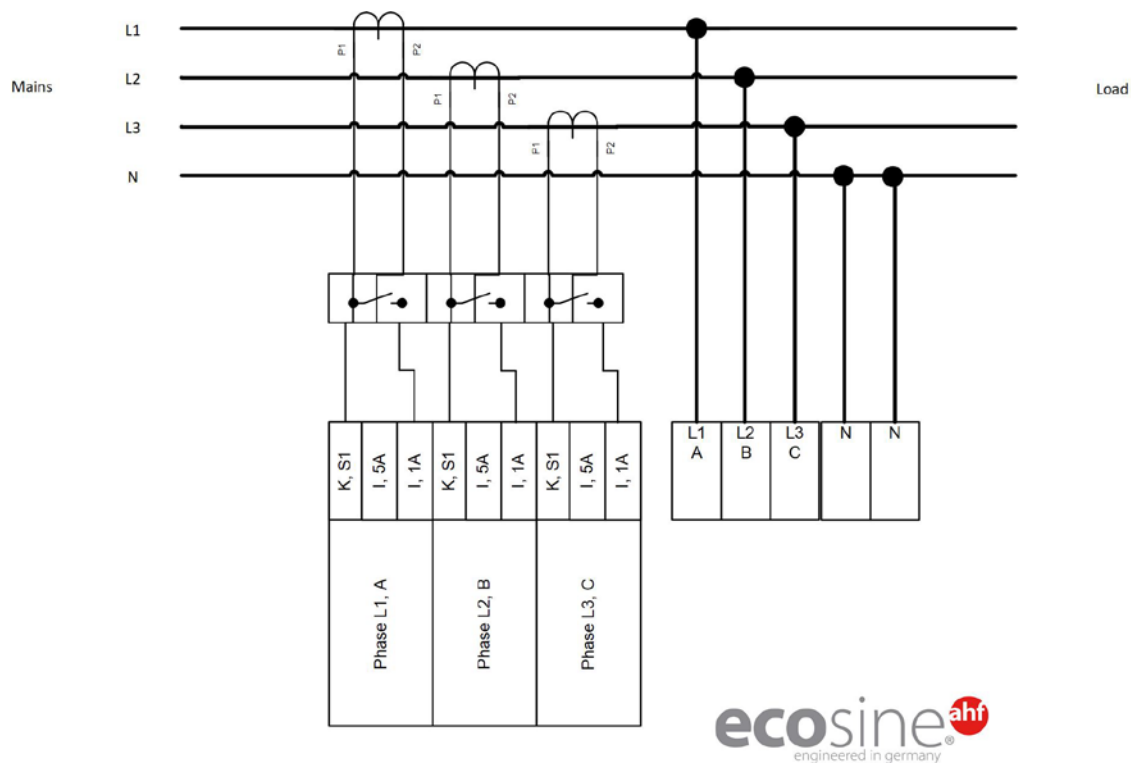 L1
P1
P2
L2
Mains
Load
P1
P2
L3
P1
P2
N
L1
A
L2
B
L3
C
N
N
K, S1
I, 5A
I, 1A
K, S1
I, 5A
I, 1A
K, S1
I, 5A
I, 1A
Phase L1, A
Phase L2, B
Phase L3, C
ecosine ahf
®
engineered in germany